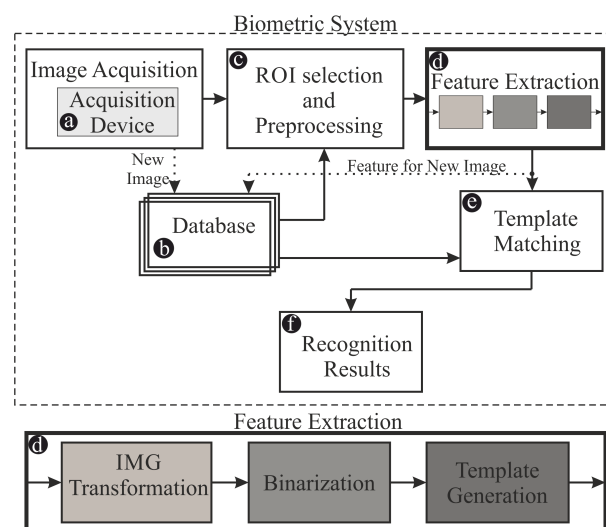 Biometric System
Image Acquisition
Acquisition
a
Device
c
ROI selection
and
Preprocessing
d
Feature Extraction
New
Image
Feature for New Image
Database
b
e
Template
Matching
f
Recognition
Results
Feature Extraction
d
IMG
Transformation
Binarization
Template
Generation